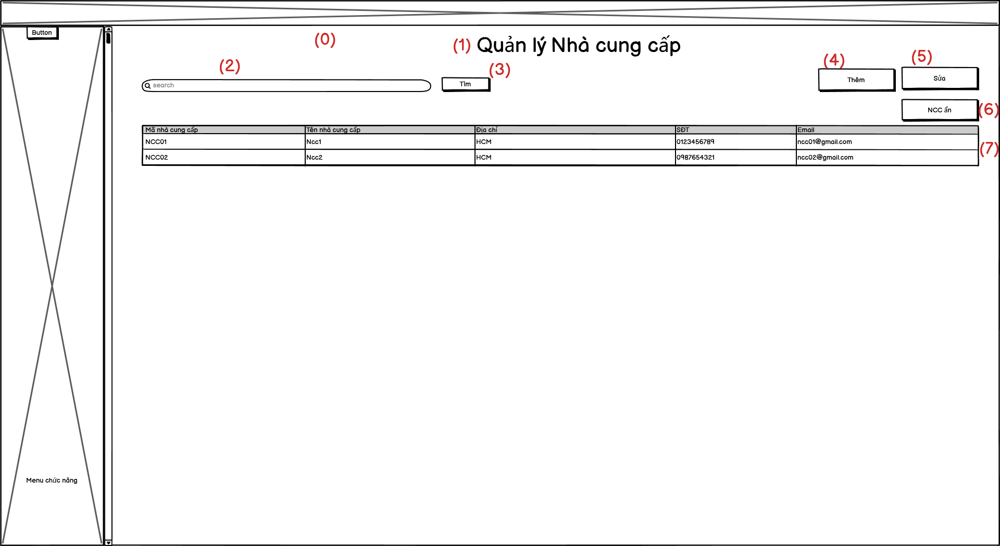 Button
(0)
(1) Quản lý Nhà cung cấp
(2)
(3)
(4)
(5)
search
Tìm
Thêm
Sửa
NCC ẩn
(6)
Mã nhà cung cấp Tên nhà cung cấp Địa chỉ SĐT Email
NCC01 Ncc1 HCM 0123456789 ncc01@gmail.com
(7)
NCC02 Ncc2 HCM 0987654321 ncc02@gmail.com
Menu chức năng